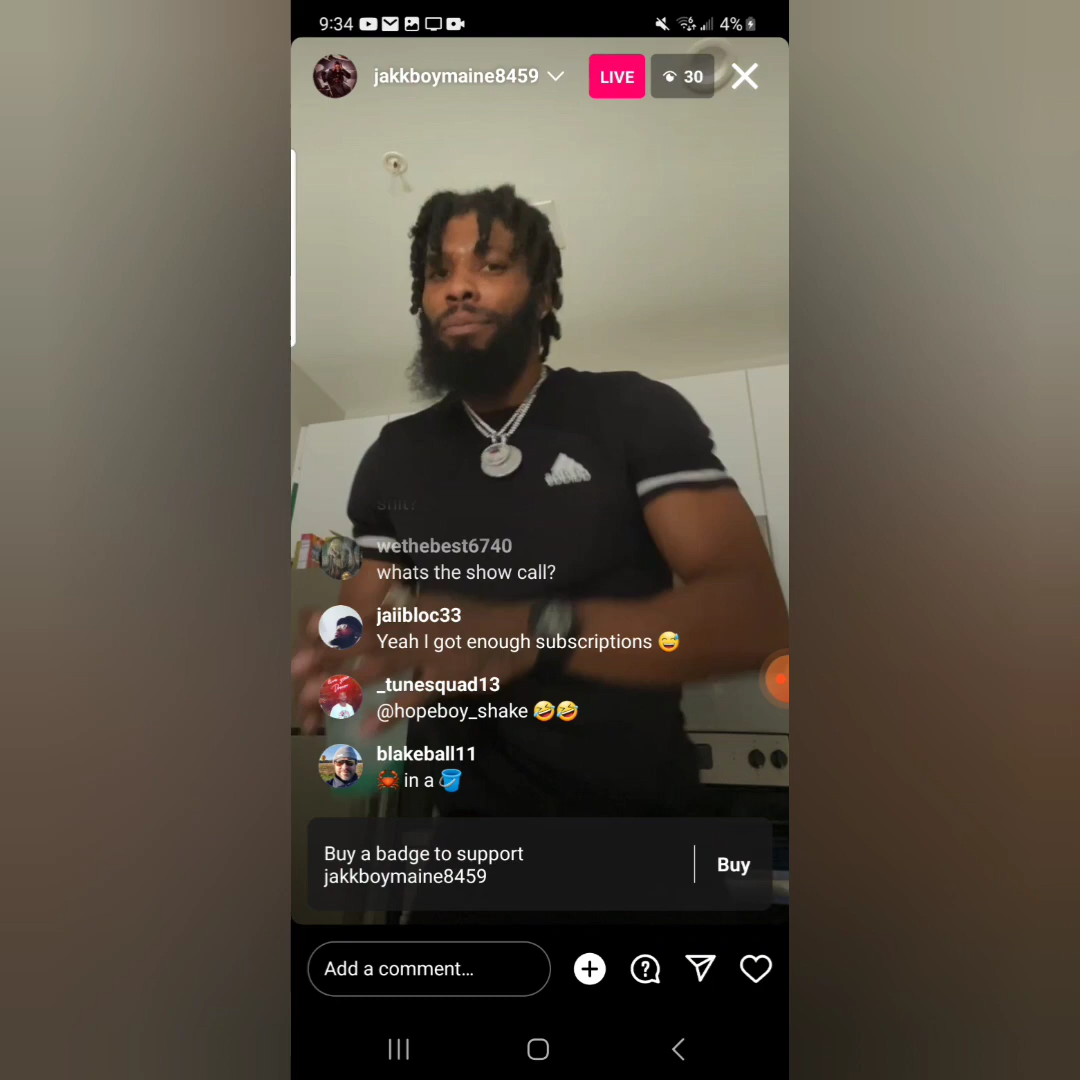 9:34
4%
jakkboymaine8459
LIVE
30
shit?
wethebest6740
whats the show call?
jaiibloc33
Yeah I got enough subscriptions 😅
_tunesquad13
@hopeboy_shake 🤣🤣
blakeball11
🦀 in a 🪣
Buy a badge to support
jakkboymaine8459
Buy
Add a comment...